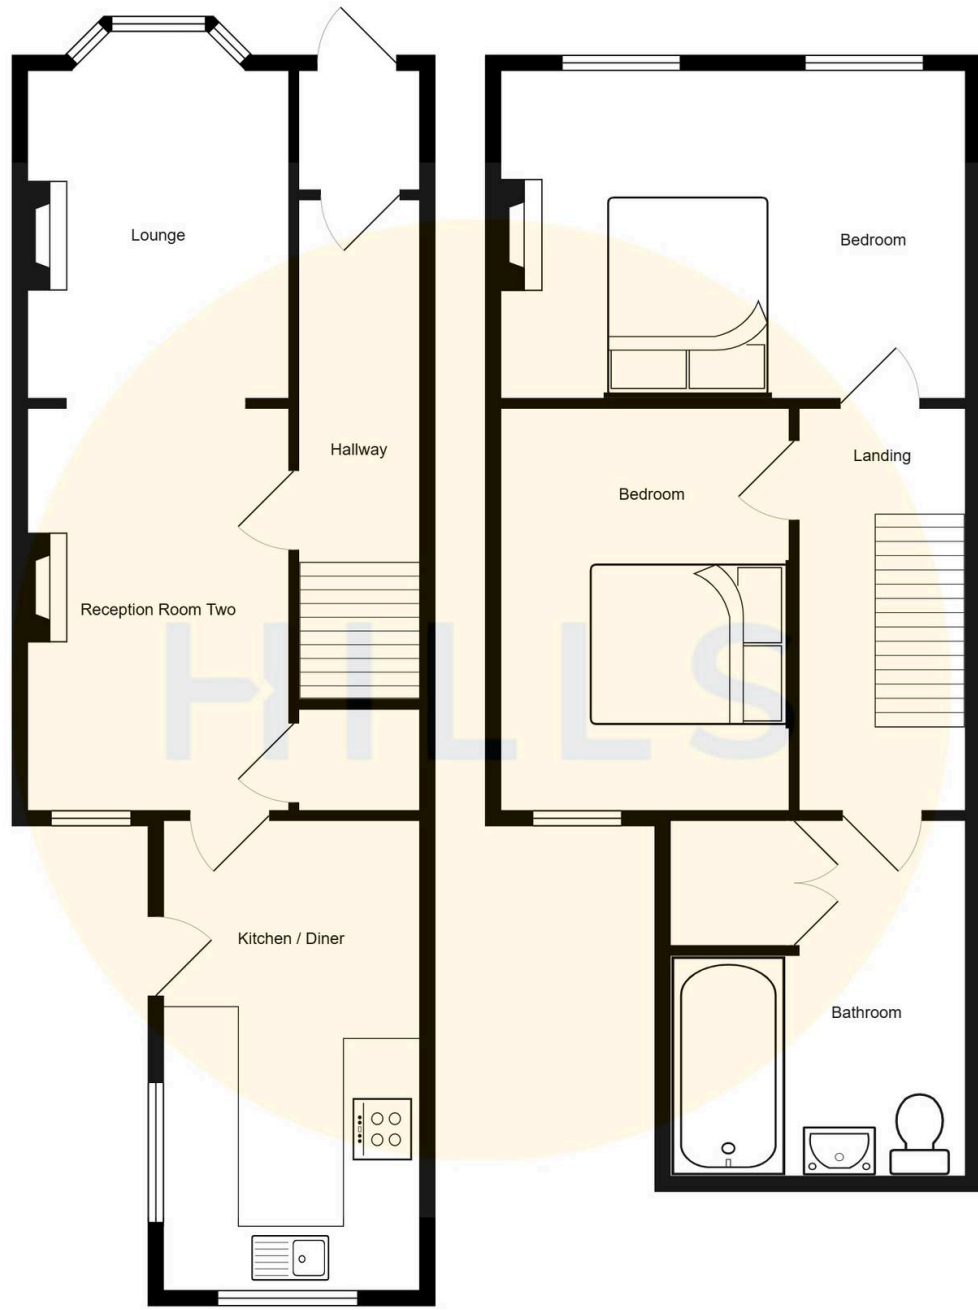 Lounge
Hallway
Reception Room Two
Kitchen / Diner
Bedroom
Landing
Bedroom
Bathroom
HILLS